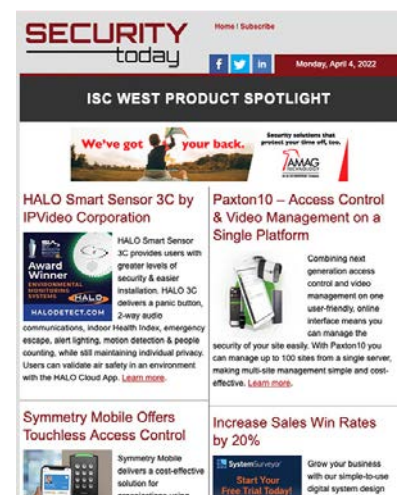 SECURITY
today
Home | Subscribe
Monday, April 4, 2022
ISC WEST PRODUCT SPOTLIGHT
We've got your back.
Security solutions that
protect your time off, too.
AMAG
TECHNOLOGY
HALO Smart Sensor 3C by
IPVideo Corporation
SIA
Award
Winner
ENVIRONMENTAL
MONITORING
SYSTEMS
HALO
HALODETECT.COM
HALO Smart Sensor
3C provides users with
greater levels of
security & easier
installation. HALO 3C
delivers a panic button,
2-way audio
communications, Indoor Health Index, emergency
escape, alert lighting, motion detection & people
counting, while still maintaining individual privacy.
Users can validate air safety in an environment
with the HALO Cloud App. Learn more.
Paxton10 – Access Control
& Video Management on a
Single Platform
Combining next
generation access
control and video
management on one
user-friendly, online
interface means you
can manage the
security of your site easily. With Paxton10 you
can manage up to 100 sites from a single server,
making multi-site management simple and cost-
effective. Learn more.
Symmetry Mobile Offers
Touchless Access Control
Symmetry Mobile
delivers a cost-effective
solution for
Increase Sales Win Rates
by 20%
SystemSurveyor
Start Your
Free Trial Today!
Grow your business
with our simple-to-use
digital system design